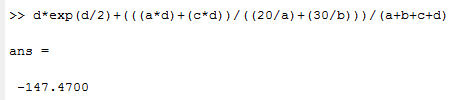 >> d*exp(d/2)+(((a*d)+(c*d))/((20/a)+(30/b)))/(a+b+c+d)
ans =
-147.4700